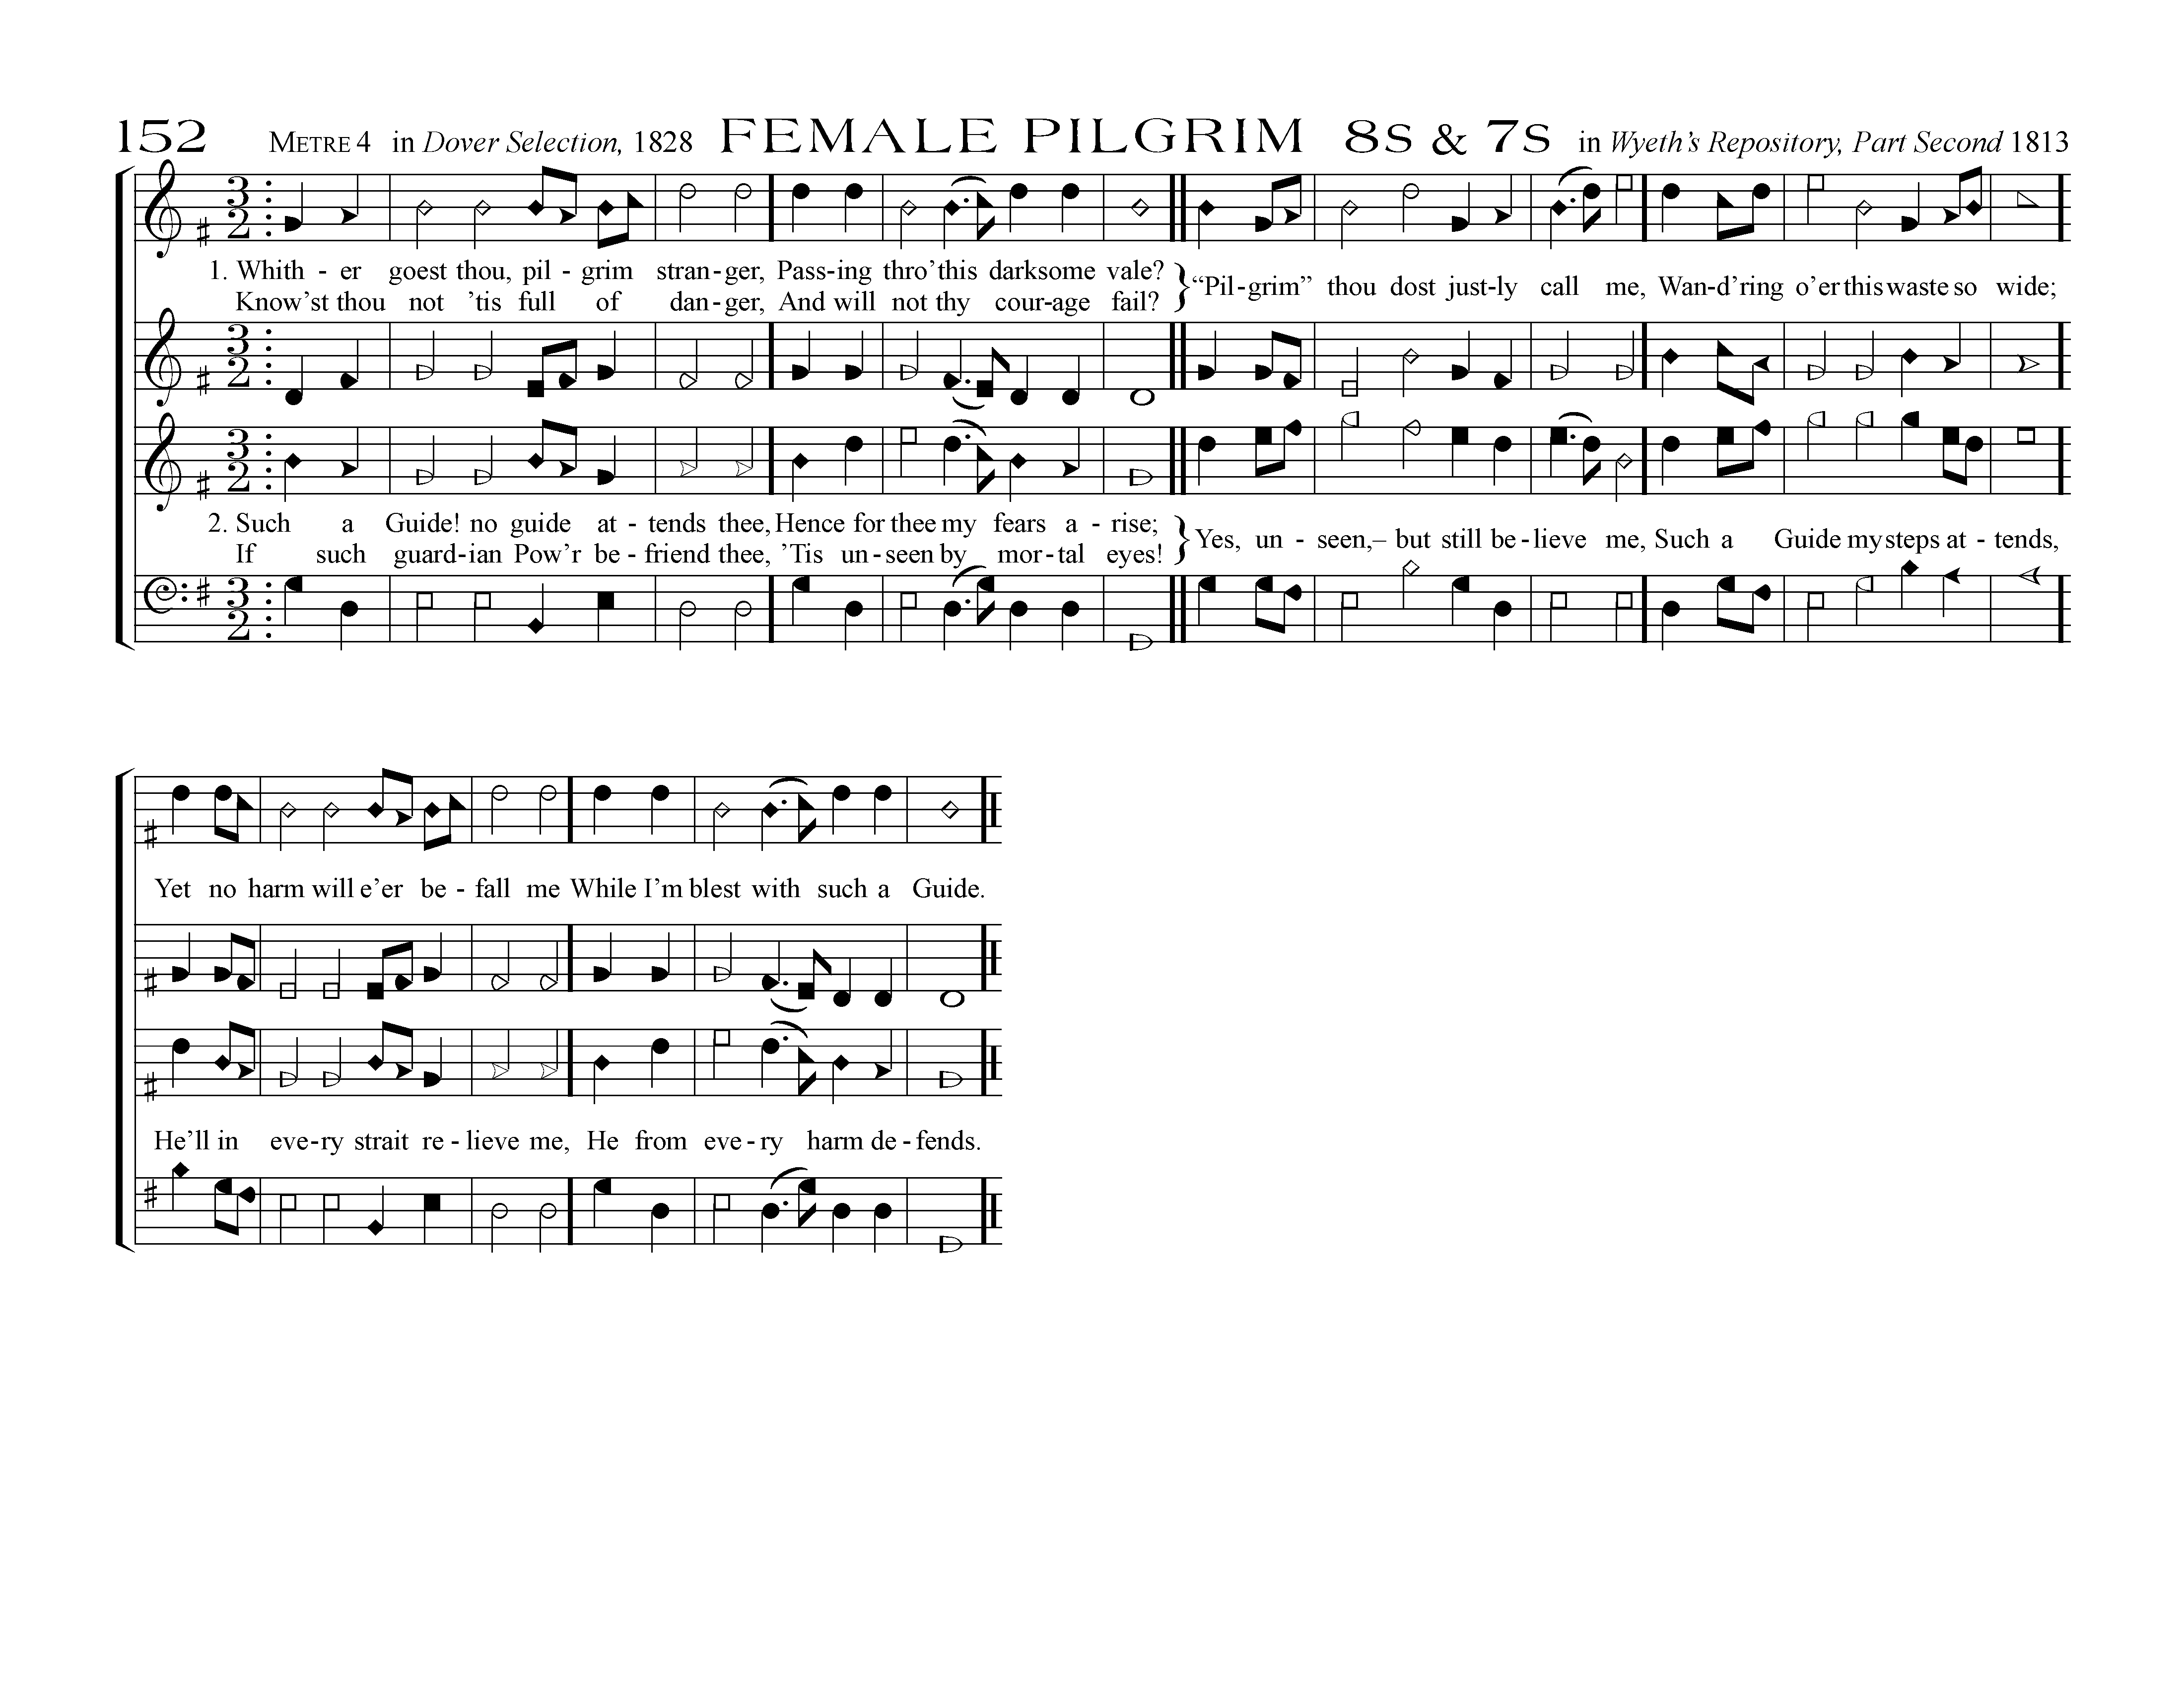 152 METRE 4 in Dover Selection, 1828 FEMALE PILGRIM 8S & 7S in Wyeth's Repository, Part Second 1813
3 2
1. Whith - er goest thou, pil - grim stran - ger, Pass - ing thro' this darksome vale?
Know'st thou not 'tis full of dan - ger, And will not thy cour - age fail?
} “Pil - grim” thou dost just - ly call me, Wan - d'ring o'er this waste so wide;
3 2
3 2
2. Such a Guide! no guide at - tends thee, Hence for thee my fears a - rise;
If such guard - ian Pow'r be - friend thee, 'Tis un - seen by mor - tal eyes!
} Yes, un - seen,– but still be - lieve me, Such a Guide my steps at - tends,
3 2
Yet no harm will e'er be - fall me While I'm blest with such a Guide.
He'll in eve - ry strait re - lieve me, He from eve - ry harm de - fends.